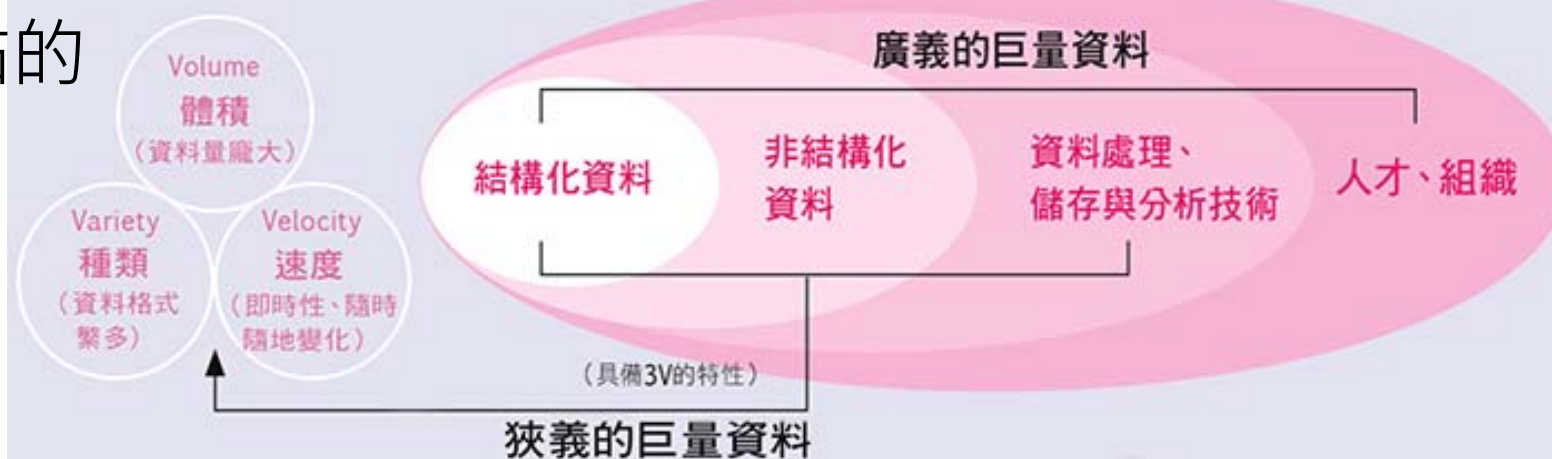 的
Volume
體積
（資料量龐大）
Variety
種類
（資料格式
繁多）
Velocity
速度
（即時性、隨時
隨地變化）
廣義的巨量資料
結構化資料
非結構化
資料
資料處理、
儲存與分析技術
人才、組織
（具備3V的特性）
狹義的巨量資料